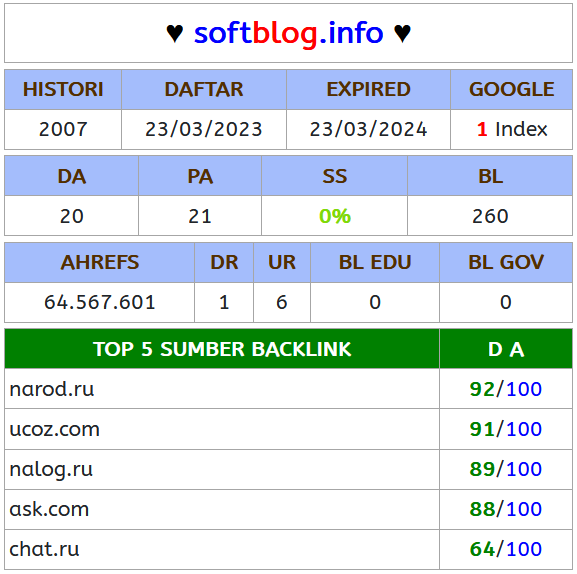 ♥ softblog.info ♥
HISTORI DAFTAR EXPIRED GOOGLE
2007 23/03/2023 23/03/2024 1 Index
DA PA SS BL
20 21 0% 260
AHREFS DR UR BL EDU BL GOV
64.567.601 1 6 0 0
TOP 5 SUMBER BACKLINK D A
narod.ru 92/100
ucoz.com 91/100
nalog.ru 89/100
ask.com 88/100
chat.ru 64/100